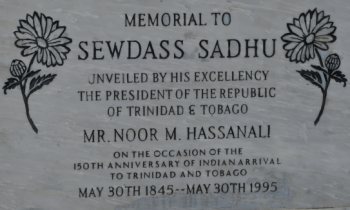 MEMORIAL TO
SEWDASS SADHU
UNVEILED BY HIS EXCELLENCY
THE PRESIDENT OF THE REPUBLIC
OF TRINIDAD & TOBAGO
MR. NOOR M. HASSANALI
ON THE OCCASION OF THE
150TH ANNIVERSARY OF INDIAN ARRIVAL
TO TRINIDAD AND TOBAGO
MAY 30TH 1845--MAY 30TH 1995